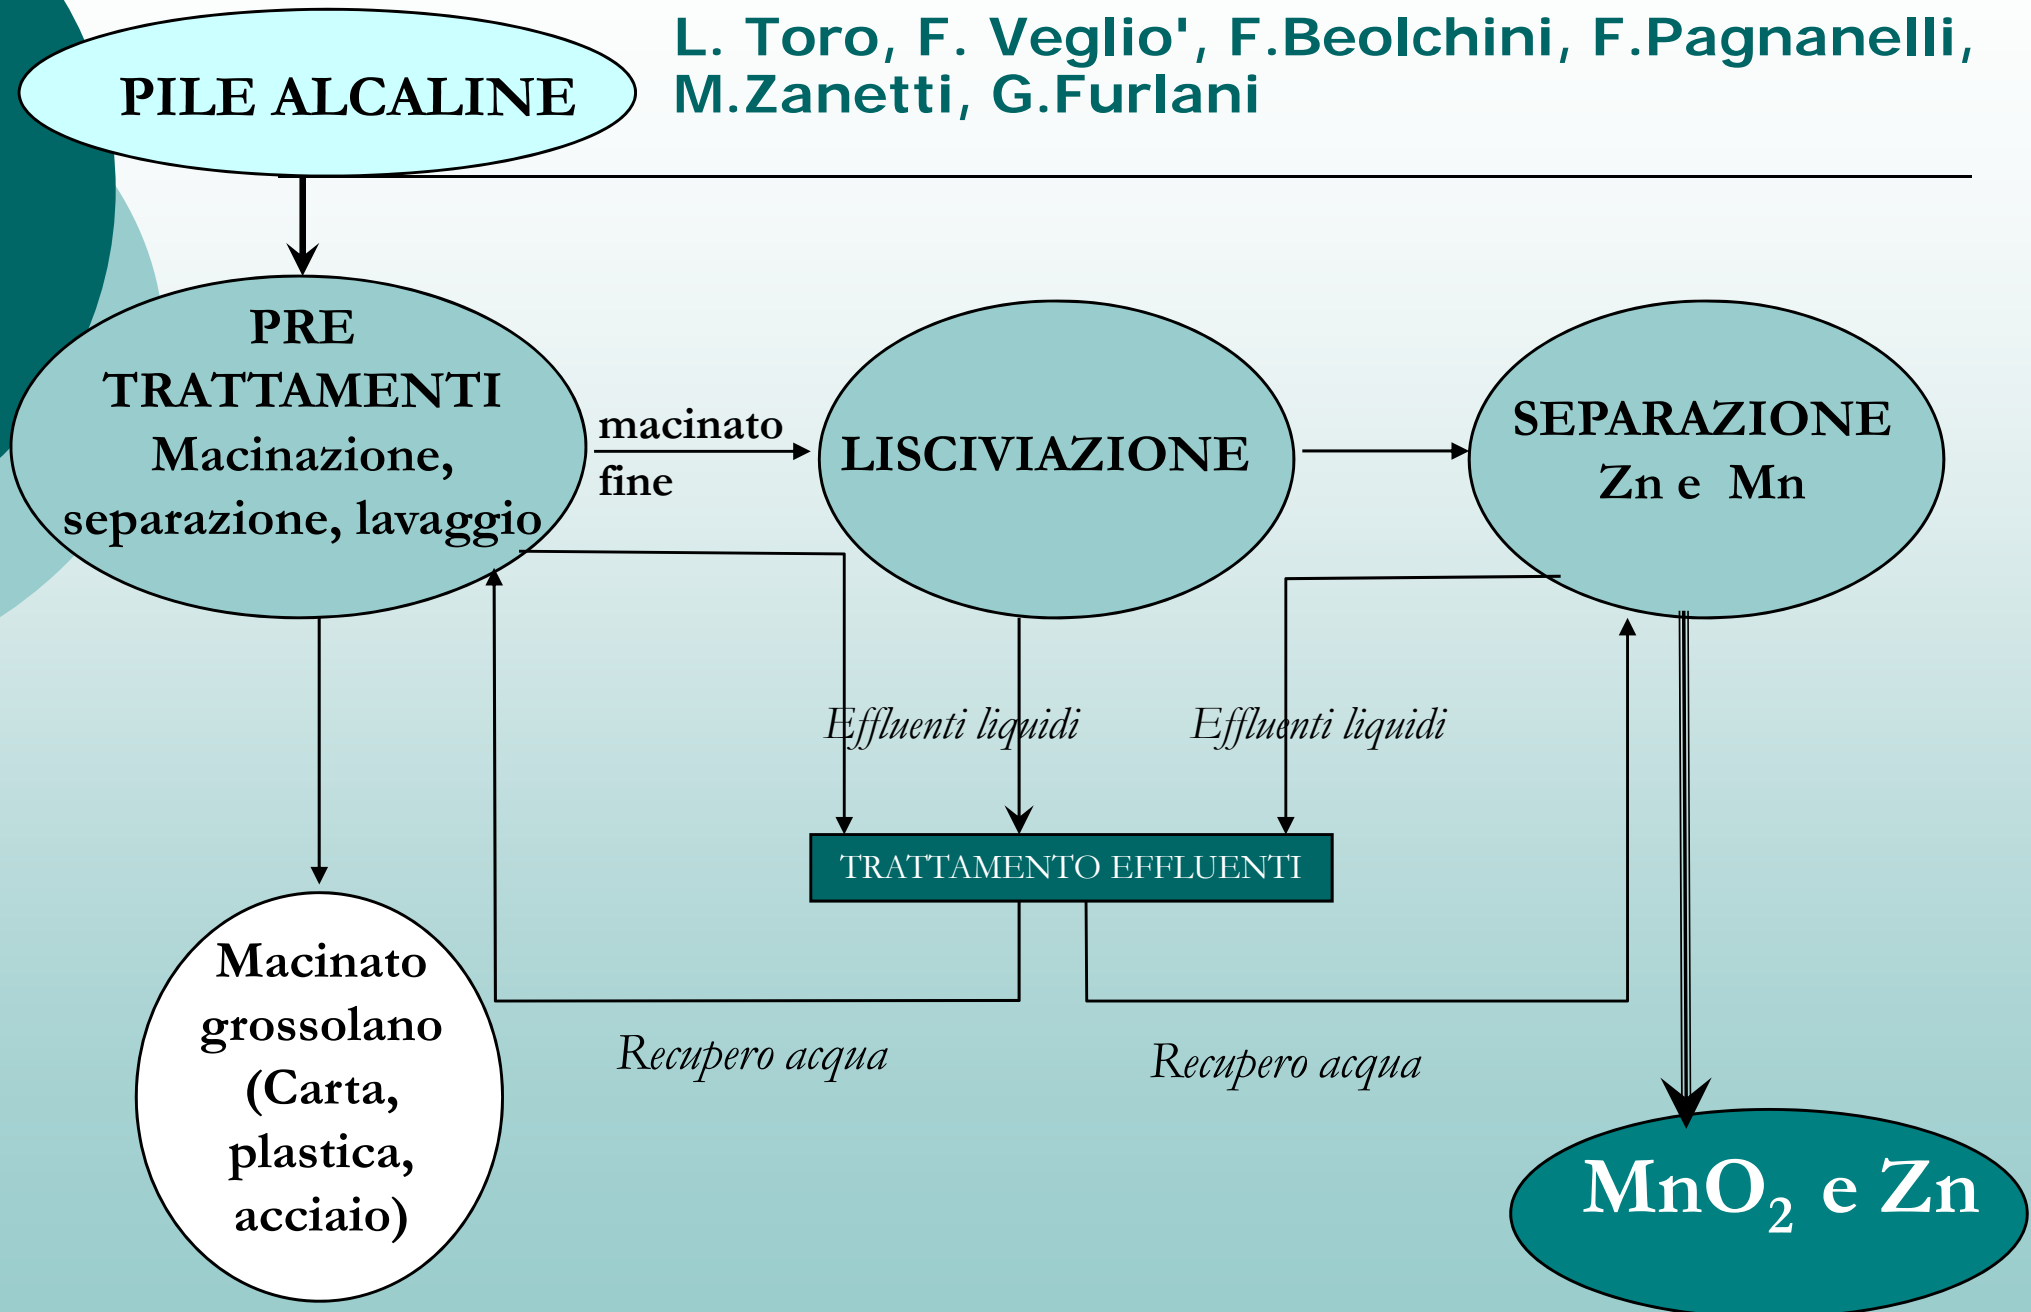 L. Toro, F. Veglio', F.Beolchini, F.Pagnanelli,
M.Zanetti, G.Furlani
PILE ALCALINE
PRE
TRATTAMENTI
Macinazione,
separazione, lavaggio
macinato
fine
LISCIVIAZIONE
SEPARAZIONE
Zn e Mn
Effluenti liquidi
Effluenti liquidi
TRATTAMENTO EFFLUENTI
Macinato
grossolano
(Carta,
plastica,
acciaio)
Recupero acqua
Recupero acqua
MnO₂ e Zn